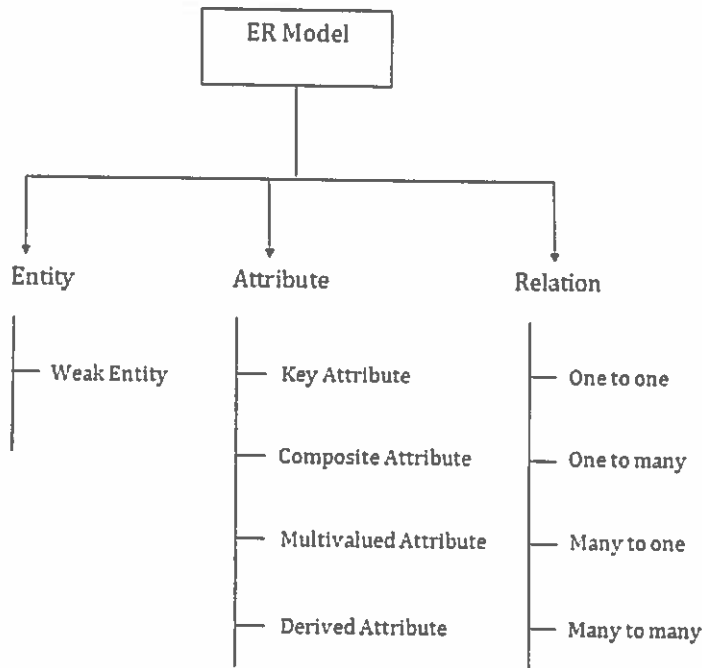 ER Model
Entity
Attribute
Relation
Weak Entity
Key Attribute
One to one
Composite Attribute
One to many
Multivalued Attribute
Many to one
Derived Attribute
Many to many